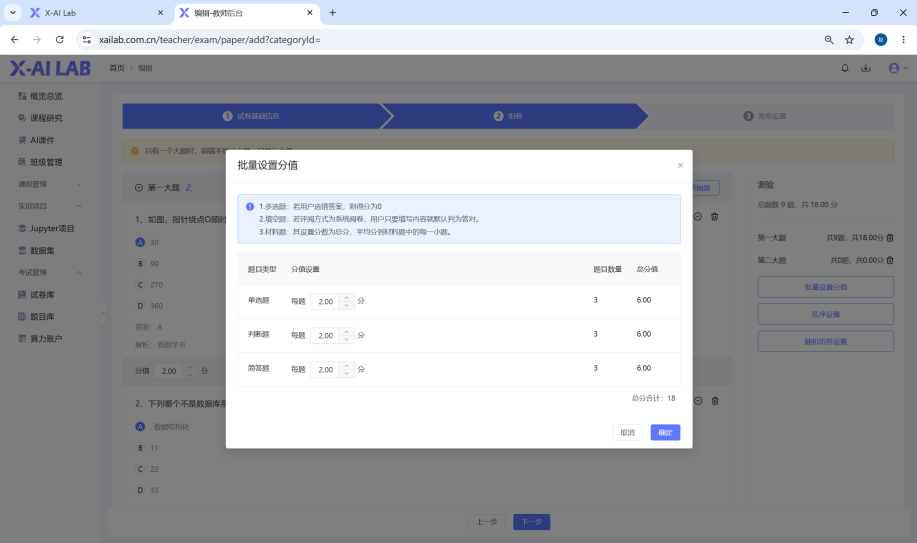 X-AI Lab
编辑-教师后台
xailab.com.cn/teacher/exam/paper/add?categoryId=
X-AI LAB
首页 > 编辑
概览总览
课程研究
AI课件
班级管理
课程管理
实训项目
Jupyter项目
数据集
考试管理
试卷库
题目库
算力账户
1 试卷基础信息
2 组卷
3 发布设置
只有一个大题时，前端不
第一大题
1、如图，指针绕点O顺时
A 30
B 90
C 270
D 360
答案： A
解析： 看数学书
分值 2.00 分
2、下列哪个不是数据库系
A 数据结构化
B 11
C 22
D 33
批量设置分值
1.多选题：若用户选错答案，则得分为0
2.填空题：若评阅方式为系统阅卷，用户只要填写内容就默认判为答对。
3.材料题：其设置分数为总分，平均分到材料题中的每一小题。
题目类型 分值设置 题目数量 总分值
单选题 每题 2.00 分 3 6.00
判断题 每题 2.00 分 3 6.00
简答题 每题 2.00 分 3 6.00
总分合计： 18
取消 确定
测验
总题数 9 题，共 18.00 分
第一大题 共9题，共18.00分
第二大题 共0题，共0.00分
批量设置分值
乱序设置
随机组卷设置
上一步 下一步